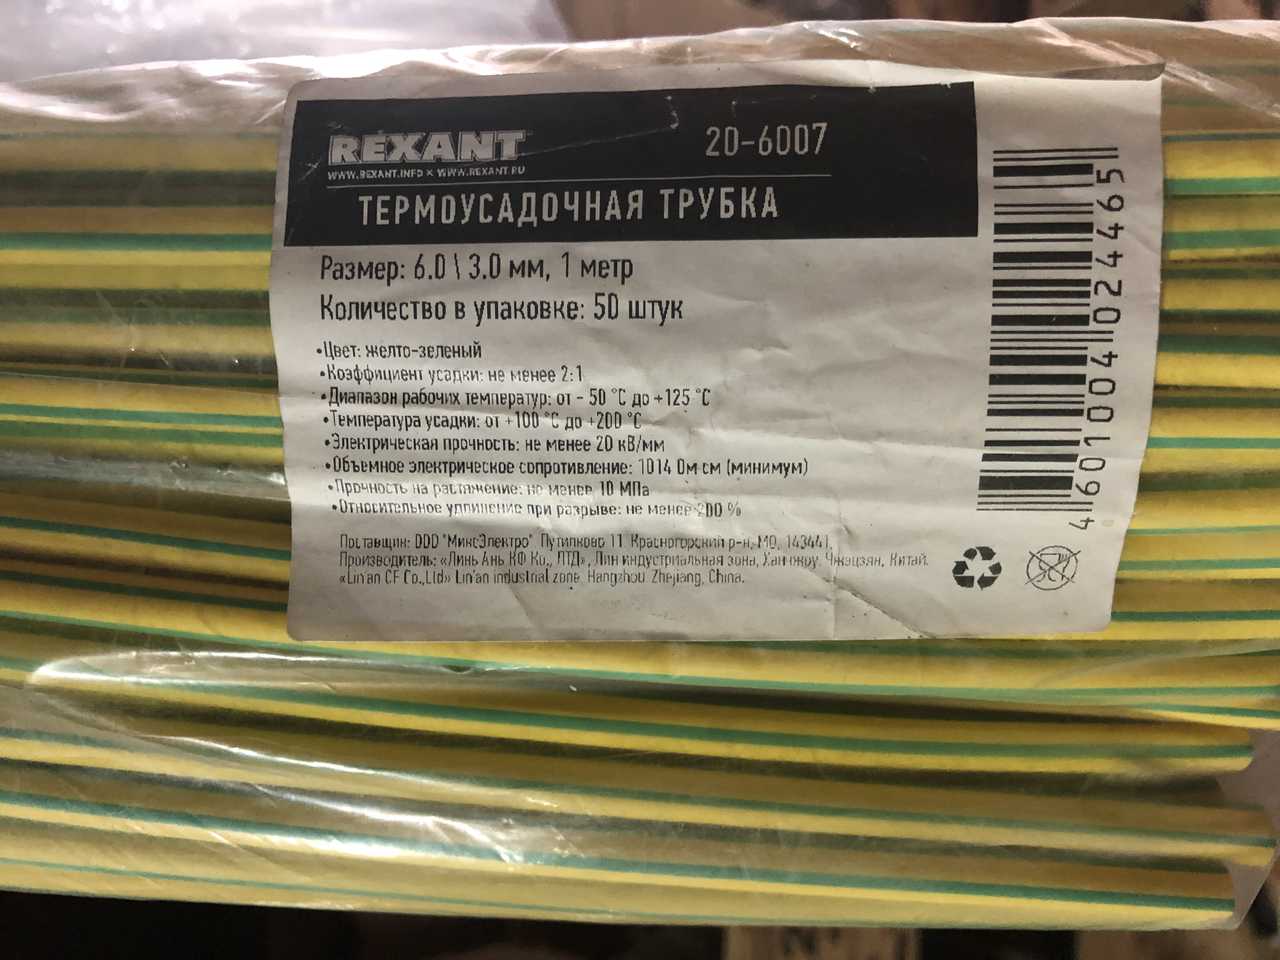 REXANT
20-6007
WWW.REXANT.INFO × WWW.REXANT.RU
ТЕРМОУСАДОЧНАЯ ТРУБКА
Размер: 6.0 \ 3.0 мм, 1 метр
Количество в упаковке: 50 штук
•Цвет: желто-зеленый
•Коэффициент усадки: не менее 2:1
•Диапазон рабочих температур: от - 50 °C до +125 °C
•Температура усадки: от +100 °C до +200 °C
•Электрическая прочность: не менее 20 кВ/мм
•Объемное электрическое сопротивление: 1014 Ом·см (минимум)
•Прочность на растяжение: не менее 10 МПа
•Относительное удлинение при разрыве: не менее 200 %
Поставщик: ООО "МиксЭлектро" Путилково 11 Красногорский р-н, МО, 143441,
Производитель: «Линь Ань КФ Ко., ЛТД», Лин индустриальная зона, Ханчжоу Чжэцзян, Китай.
«Lin'an CF Co.,Ltd» Lin'an industrial zone, Hangzhou Zhejiang, China.
4601004024465